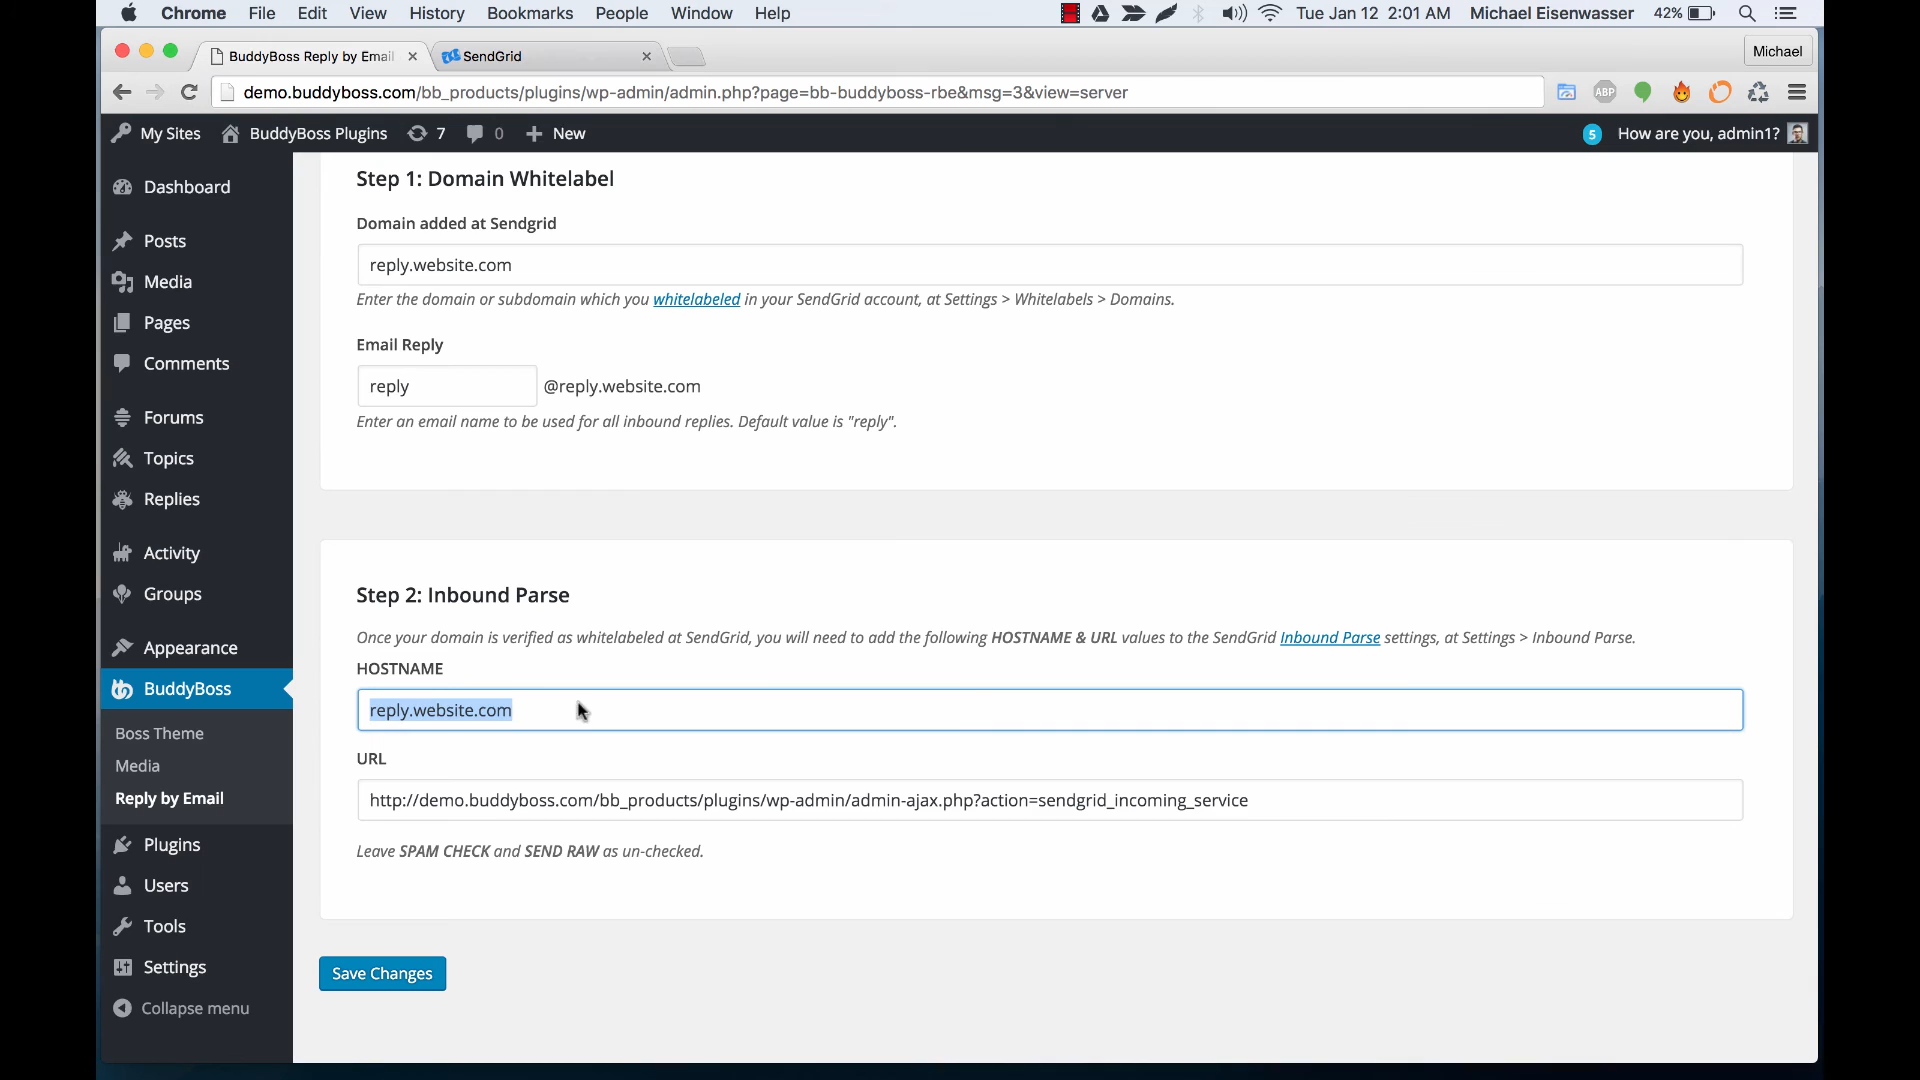 Chrome File Edit View History Bookmarks People Window Help Tue Jan 12 2:01 AM Michael Eisenwasser 42%
BuddyBoss Reply by Email SendGrid Michael
demo.buddyboss.com/bb_products/plugins/wp-admin/admin.php?page=bb-buddyboss-rbe&msg=3&view=server ABP
My Sites BuddyBoss Plugins 7 0 New 5 How are you, admin1?
Dashboard
Posts
Media
Pages
Comments
Forums
Topics
Replies
Activity
Groups
Appearance
BuddyBoss
Boss Theme
Media
Reply by Email
Plugins
Users
Tools
Settings
Collapse menu
Step 1: Domain Whitelabel
Domain added at Sendgrid
reply.website.com
Enter the domain or subdomain which you whitelabeled in your SendGrid account, at Settings > Whitelabels > Domains.
Email Reply
reply @reply.website.com
Enter an email name to be used for all inbound replies. Default value is "reply".
Step 2: Inbound Parse
Once your domain is verified as whitelabeled at SendGrid, you will need to add the following HOSTNAME & URL values to the SendGrid Inbound Parse settings, at Settings > Inbound Parse.
HOSTNAME
reply.website.com
URL
http://demo.buddyboss.com/bb_products/plugins/wp-admin/admin-ajax.php?action=sendgrid_incoming_service
Leave SPAM CHECK and SEND RAW as un-checked.
Save Changes